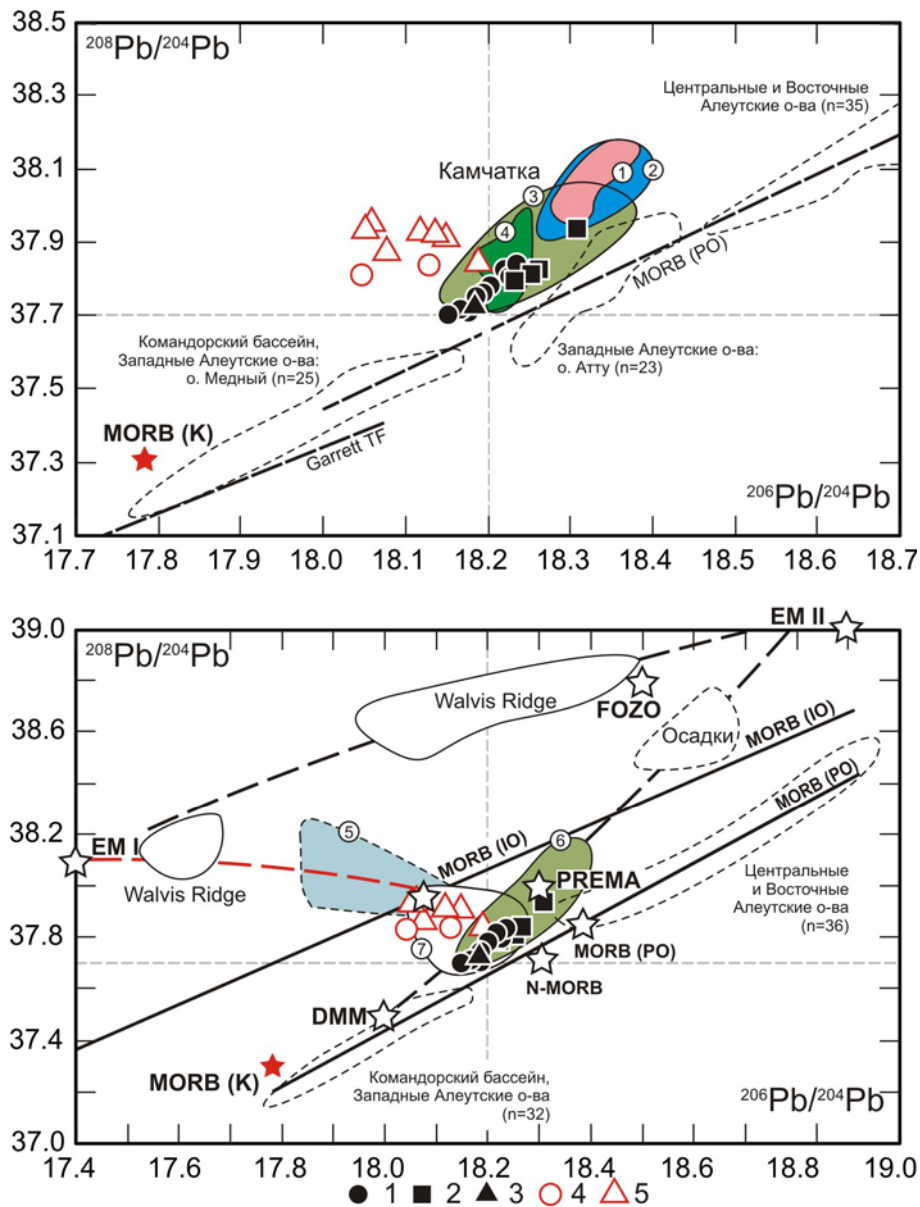 38.5
²⁰⁸Pb/²⁰⁴Pb
38.3
Центральные и Восточные
Алеутские о-ва (n=35)
38.1
Камчатка
1
2
3
4
37.9
MORB (PO)
37.7
Командорский бассейн,
Западные Алеутские о-ва:
о. Медный (n=25)
Западные Алеутские о-ва:
о. Атту (n=23)
37.5
MORB (K)
Garrett TF
37.3
²⁰⁶Pb/²⁰⁴Pb
37.1
17.7 17.8 17.9 18.0 18.1 18.2 18.3 18.4 18.5 18.6 18.7
39.0
EM II
²⁰⁸Pb/²⁰⁴Pb
Walvis Ridge
FOZO
Осадки
MORB (IO)
38.6
MORB (PO)
38.2
5
6
EM I
MORB (IO)
Walvis Ridge
PREMA
Центральные
и Восточные
Алеутские о-ва
(n=36)
37.8
7
MORB (PO)
N-MORB
DMM
37.4
MORB (K)
Командорский бассейн,
Западные Алеутские о-ва
(n=32)
²⁰⁶Pb/²⁰⁴Pb
37.0
17.4 17.6 17.8 18.0 18.2 18.4 18.6 18.8 19.0
1 2 3 4 5